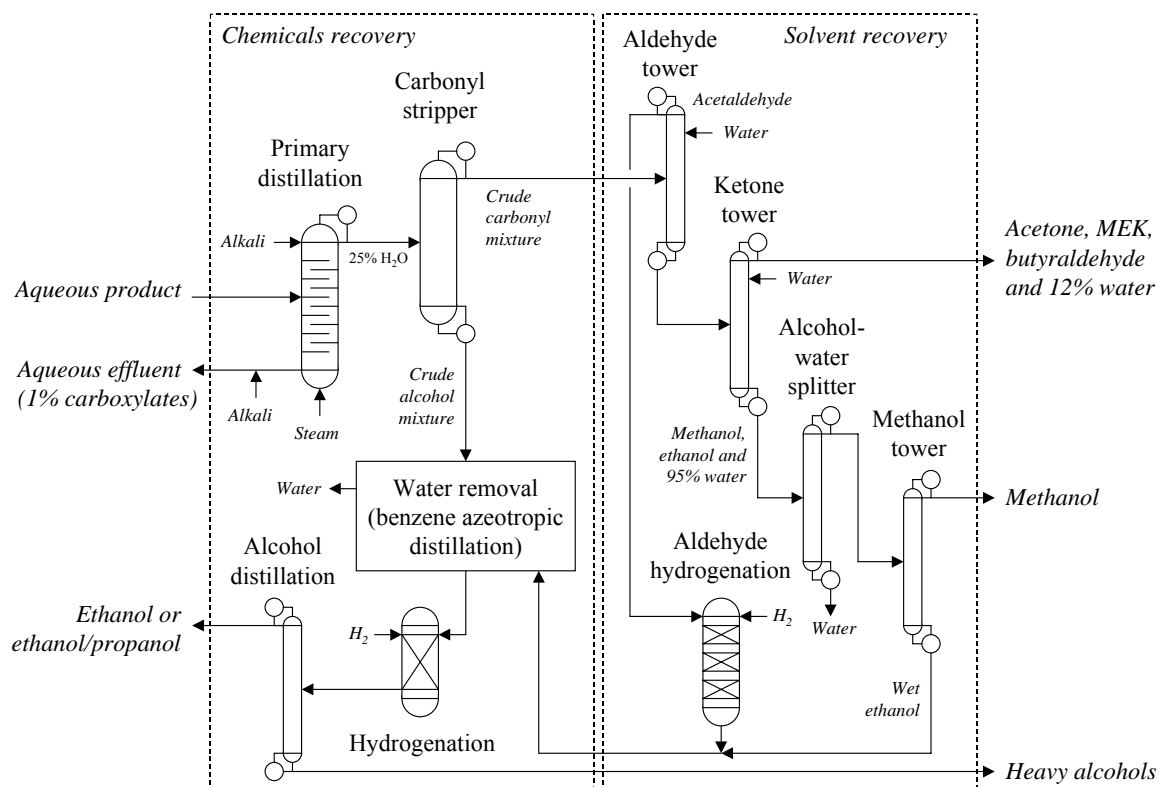 Chemicals recovery
Solvent recovery
Aldehyde
tower
Carbonyl
stripper
Acetaldehyde
Water
Primary
distillation
Ketone
tower
Crude
carbonyl
mixture
Acetone, MEK,
butyraldehyde
and 12% water
Alkali
25% H₂O
Water
Aqueous product
Alcohol-
water
splitter
Aqueous effluent
(1% carboxylates)
Crude
alcohol
mixture
Alkali
Steam
Methanol
tower
Methanol,
ethanol and
95% water
Water
Water removal
(benzene azeotropic
distillation)
Methanol
Alcohol
distillation
Aldehyde
hydrogenation
Ethanol or
ethanol/propanol
H₂
H₂
Water
Wet
ethanol
Hydrogenation
Heavy alcohols